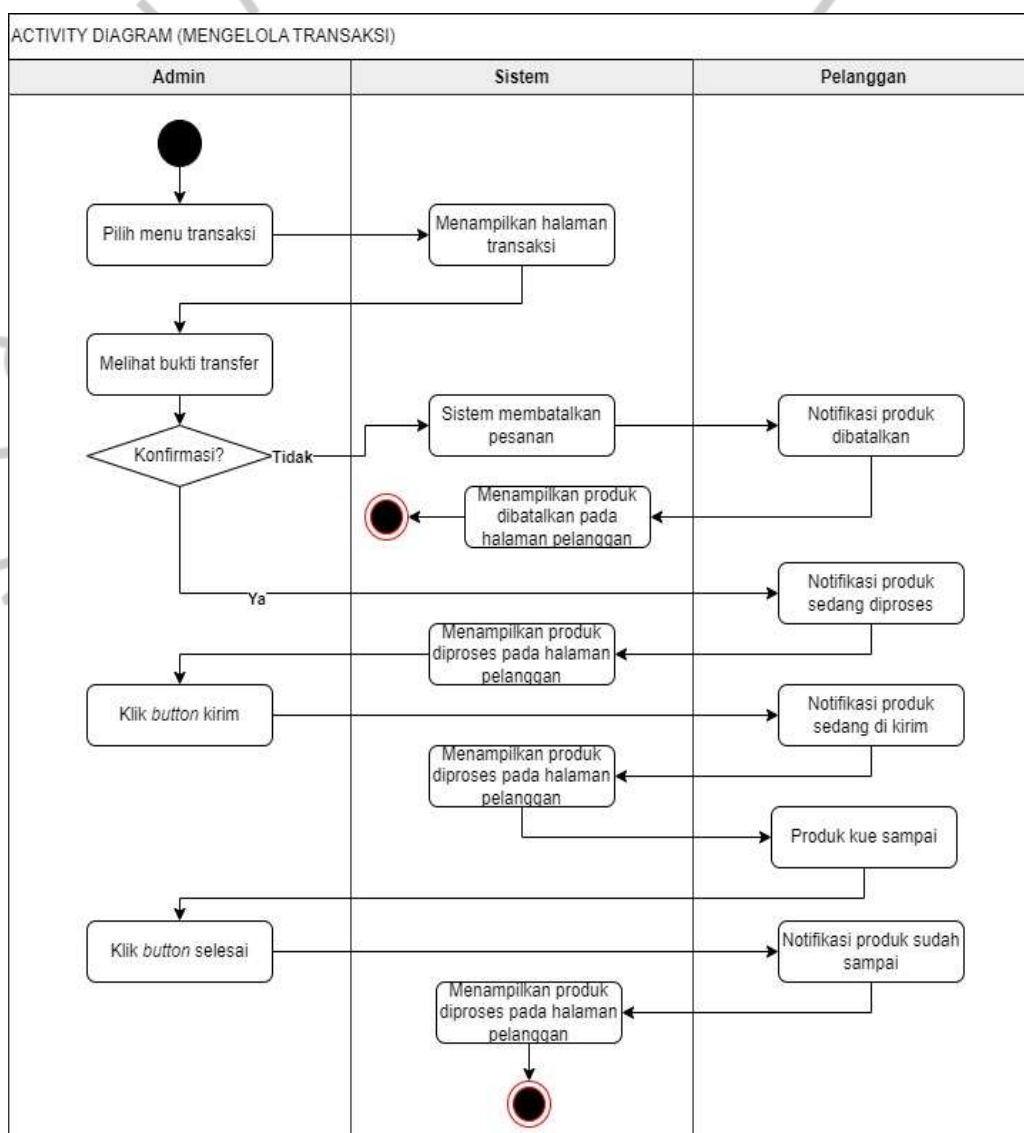 ACTIVITY DIAGRAM (MENGELOLA TRANSAKSI)
Admin
Sistem
Pelanggan
Pilih menu transaksi
Menampilkan halaman
transaksi
Melihat bukti transfer
Konfirmasi?
Tidak
Sistem membatalkan
pesanan
Notifikasi produk
dibatalkan
Menampilkan produk
dibatalkan pada
halaman pelanggan
Ya
Notifikasi produk
sedang diproses
Menampilkan produk
diproses pada halaman
pelanggan
Klik button kirim
Notifikasi produk
sedang di kirim
Menampilkan produk
diproses pada halaman
pelanggan
Produk kue sampai
Klik button selesai
Notifikasi produk sudah
sampai
Menampilkan produk
diproses pada halaman
pelanggan